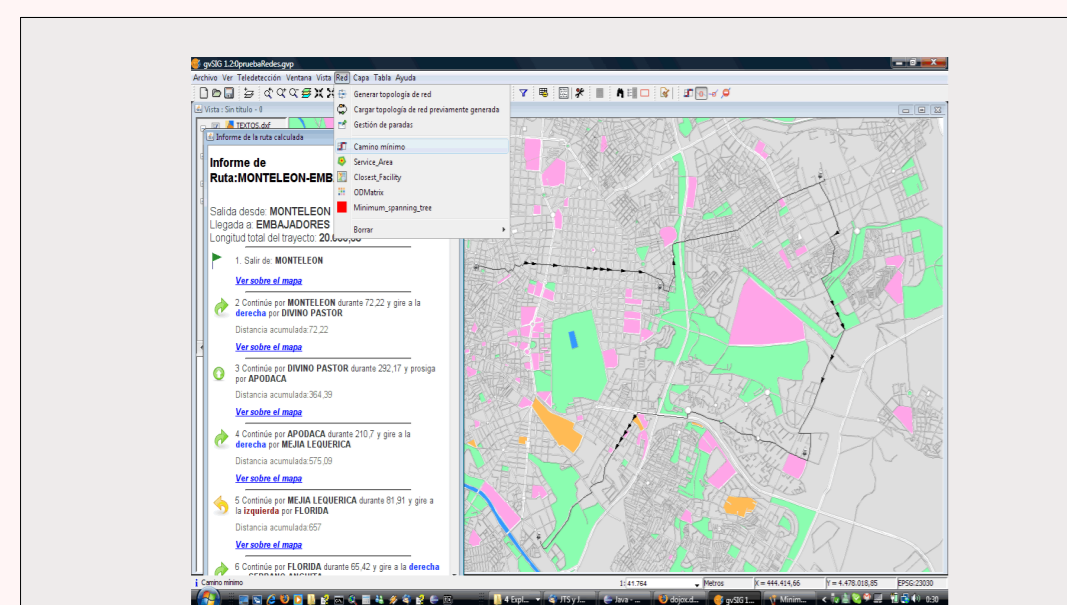 gvSIG 1.2:0pruebaRedes.gvp
Archivo Ver Teledetección Ventana Vista Red Capa Tabla Ayuda
Generar topología de red
Cargar topología de red previamente generada
Gestión de paradas
Camino mínimo
Service_Area
Closest_Facility
ODMatrix
Minimum_spanning_tree
Borrar
Vista : Sin título - 0
TEXTOS.dxf
Informe de la ruta calculada
Informe de
Ruta:MONTELEON-EMB
Salida desde: MONTELEON
Llegada a: EMBAJADORES
Longitud total del trayecto:
1. Salir de: MONTELEON
Ver sobre el mapa
2 Continúe por MONTELEON durante 72,22 y gire a la
derecha por DIVINO PASTOR
Distancia acumulada:72,22
Ver sobre el mapa
3 Continúe por DIVINO PASTOR durante 292,17 y prosiga
por APODACA
Distancia acumulada:364,39
Ver sobre el mapa
4 Continúe por APODACA durante 210,7 y gire a la
derecha por MEJIA LEQUERICA
Distancia acumulada:575,09
Ver sobre el mapa
5 Continúe por MEJIA LEQUERICA durante 81,91 y gire a
la izquierda por FLORIDA
Distancia acumulada:657
Ver sobre el mapa
6 Continúe por FLORIDA durante 65,42 y gire a la derecha
Camino mínimo
1: 41.764
Metros
X = 444.414,66
Y = 4.478.018,85
EPSG:23030
4 Expl...
JTS y J...
Java - ...
dojox.d...
gvSIG 1...
Minim...
0:30